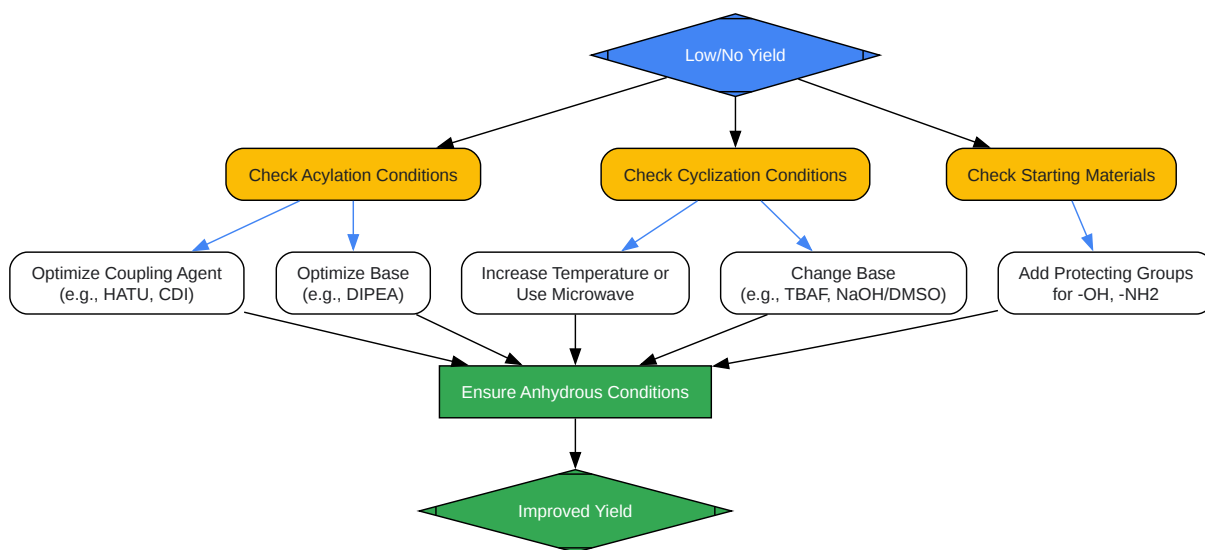 Low/No Yield
Check Acylation Conditions
Check Cyclization Conditions
Check Starting Materials
Optimize Coupling Agent
(e.g., HATU, CDI)
Optimize Base
(e.g., DIPEA)
Increase Temperature or
Use Microwave
Change Base
(e.g., TBAF, NaOH/DMSO)
Add Protecting Groups
for -OH, -NH2
Ensure Anhydrous Conditions
Improved Yield